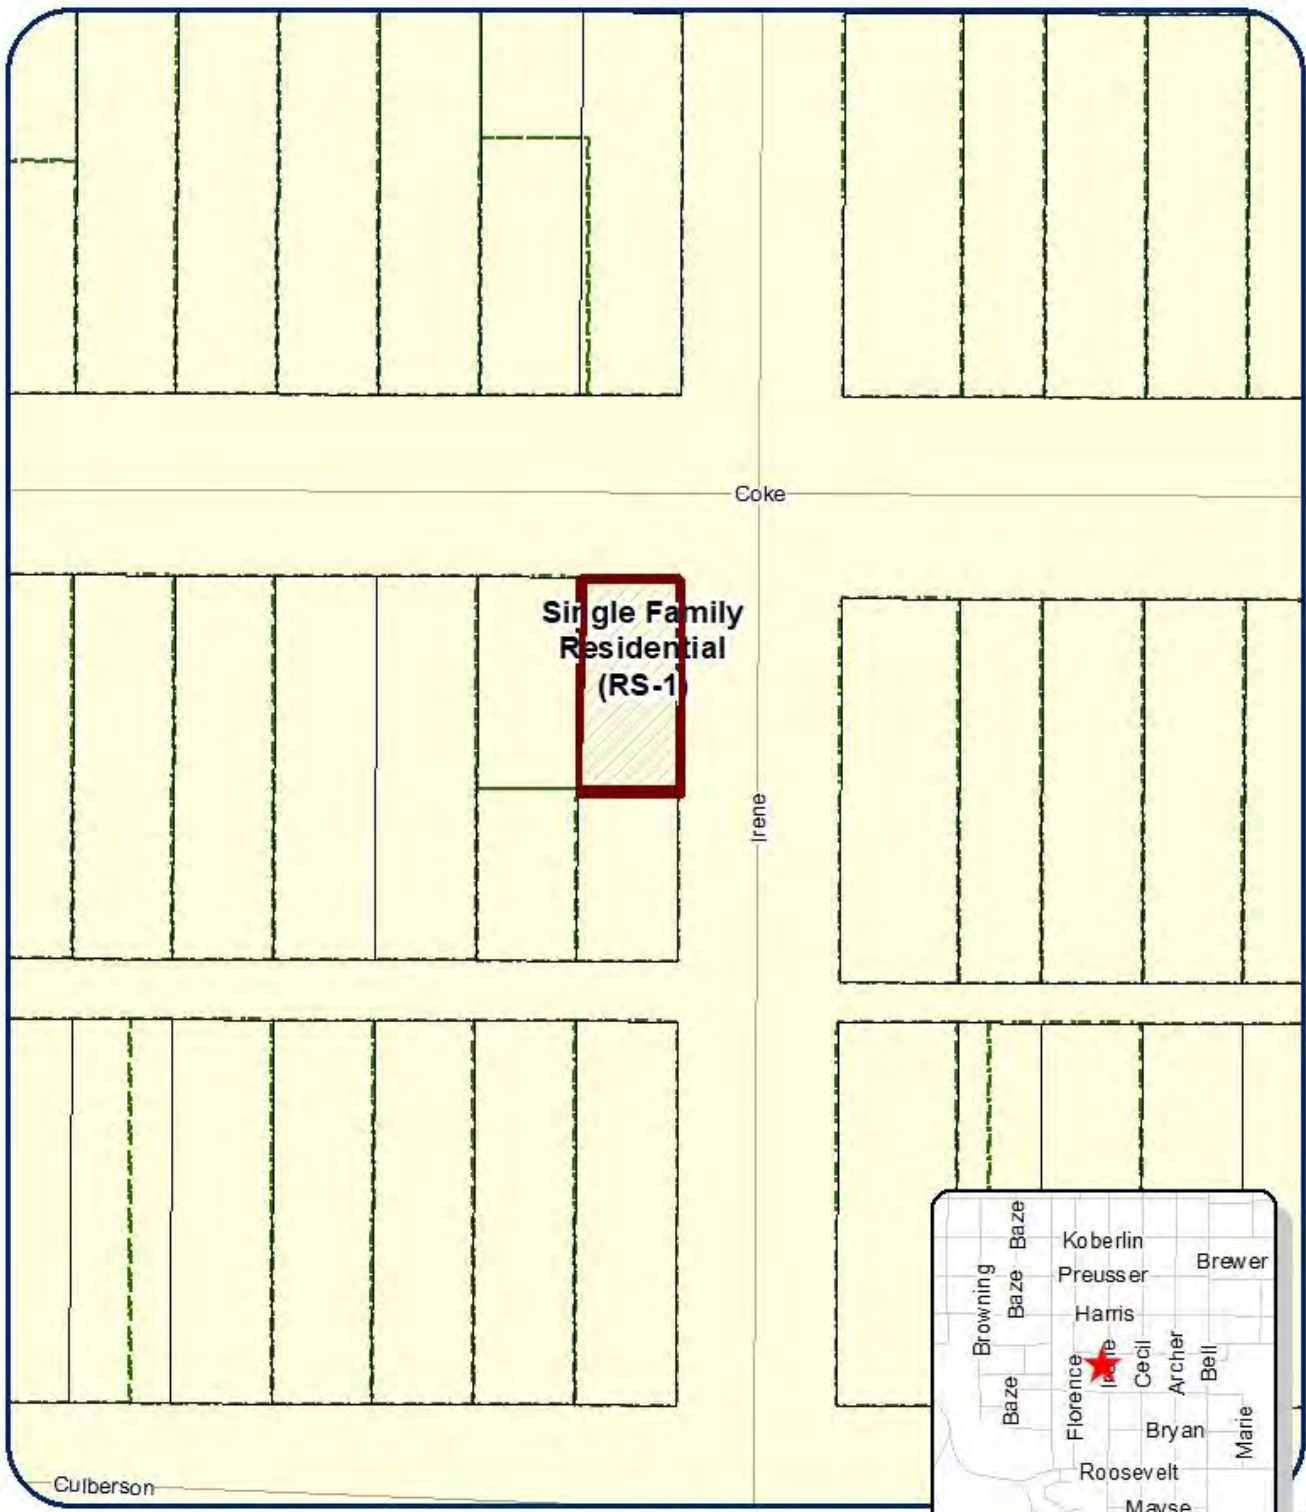 Coke
Single Family
Residential
(RS-1)
Irene
Culberson
Baze
Koberlin
Brewer
Preusser
Browning
Baze
Harris
Irene
Cecil
Archer
Bell
Florence
Baze
Bryan
Marie
Roosevelt
Mayse